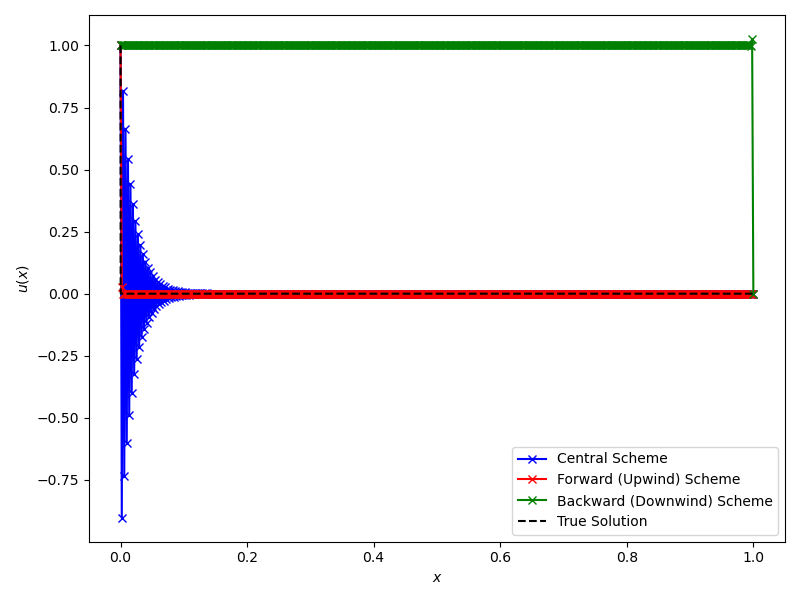 1.00
0.75
0.50
0.25
0.00
−0.25
−0.50
−0.75
u(x)
0.0 0.2 0.4 0.6 0.8 1.0
x
Central Scheme
Forward (Upwind) Scheme
Backward (Downwind) Scheme
True Solution